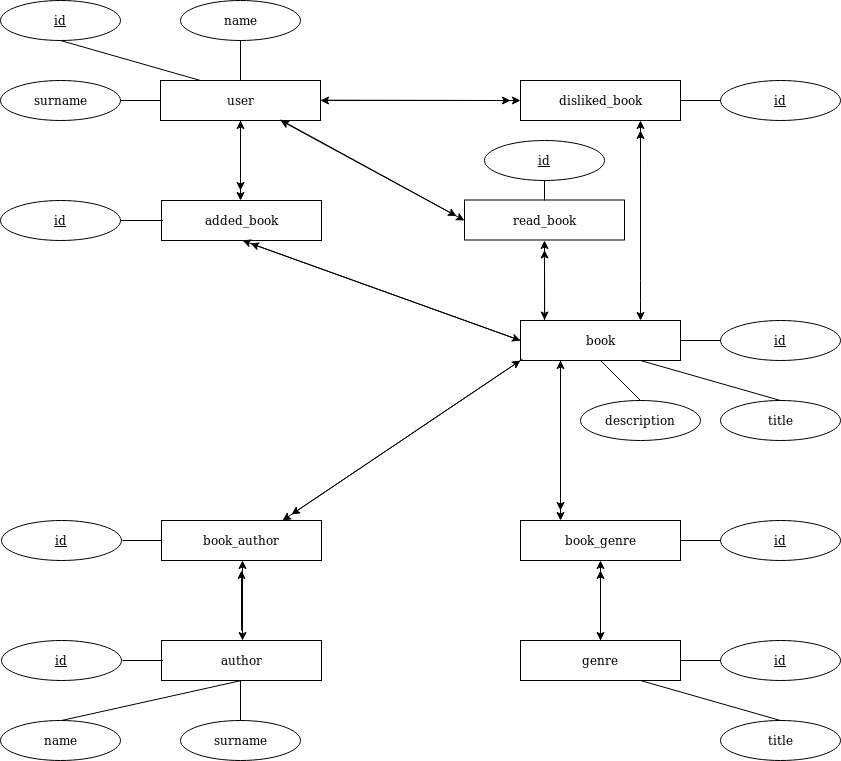 id
name
surname
user
disliked_book
id
id
id
added_book
read_book
book
id
description
title
id
book_author
book_genre
id
id
author
genre
id
name
surname
title